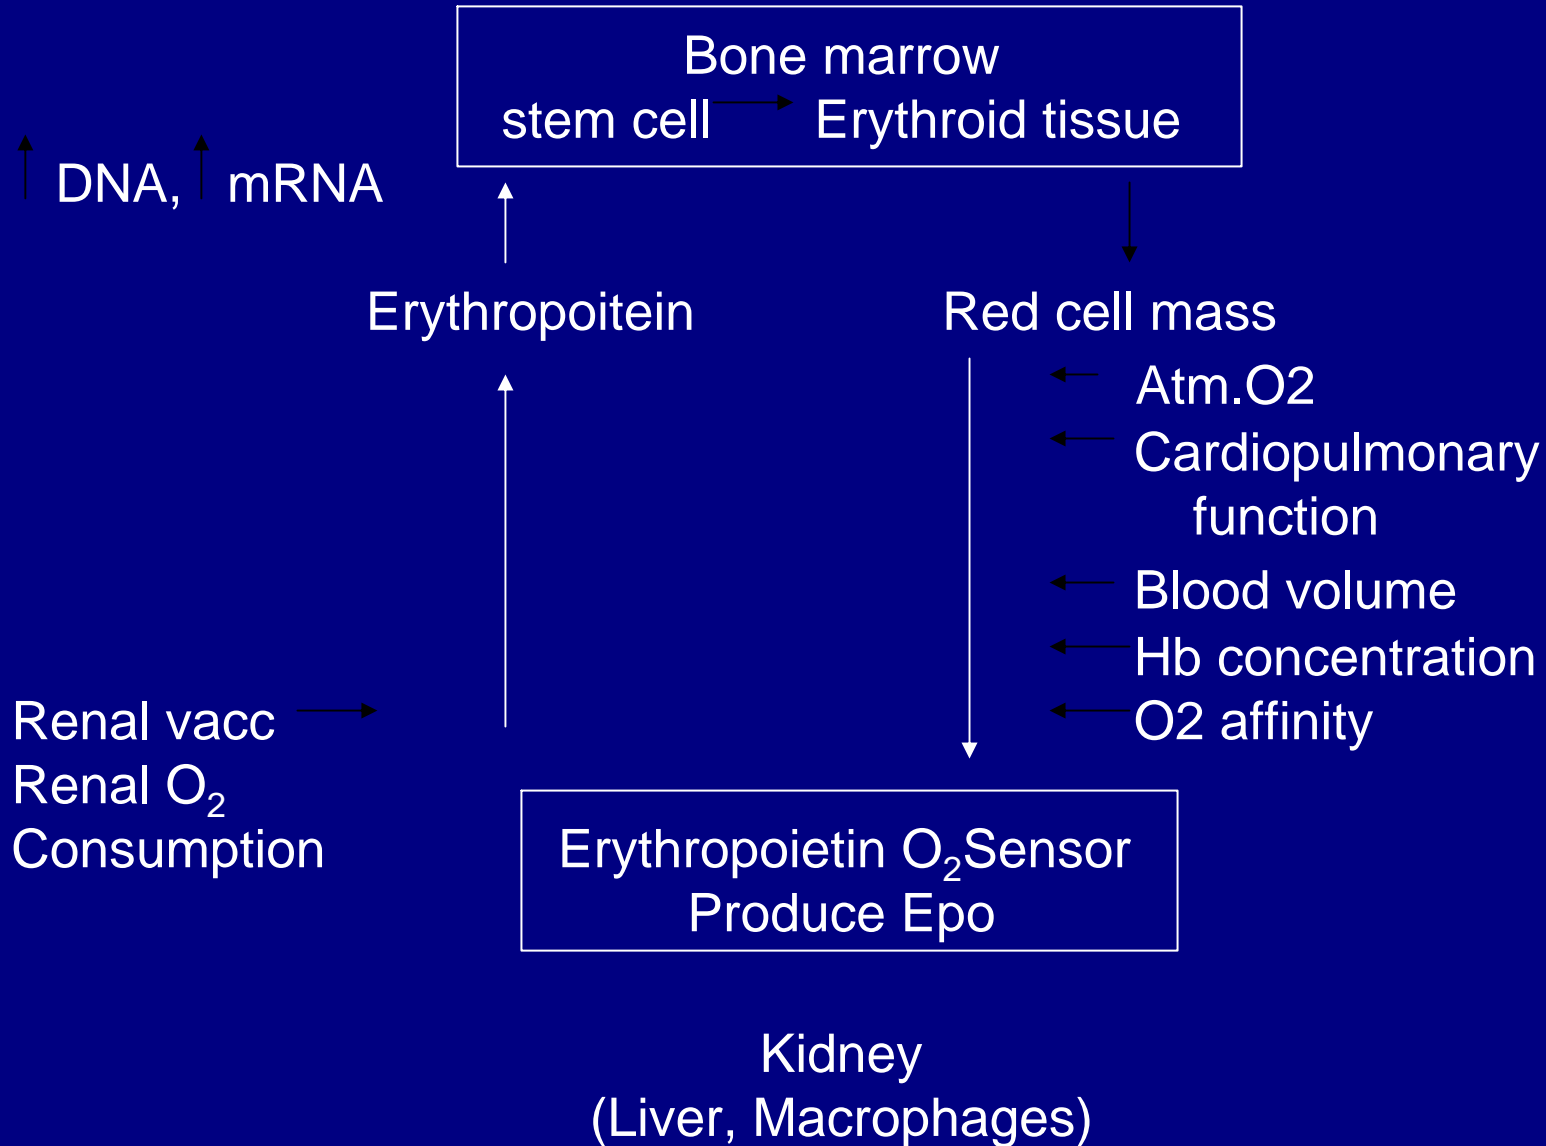 Bone marrow
stem cell Erythroid tissue
DNA, mRNA
Erythropoitein
Red cell mass
Atm.O2
Cardiopulmonary
function
Blood volume
Hb concentration
O2 affinity
Renal vacc
Renal O₂
Consumption
Erythropoietin O₂Sensor
Produce Epo
Kidney
(Liver, Macrophages)